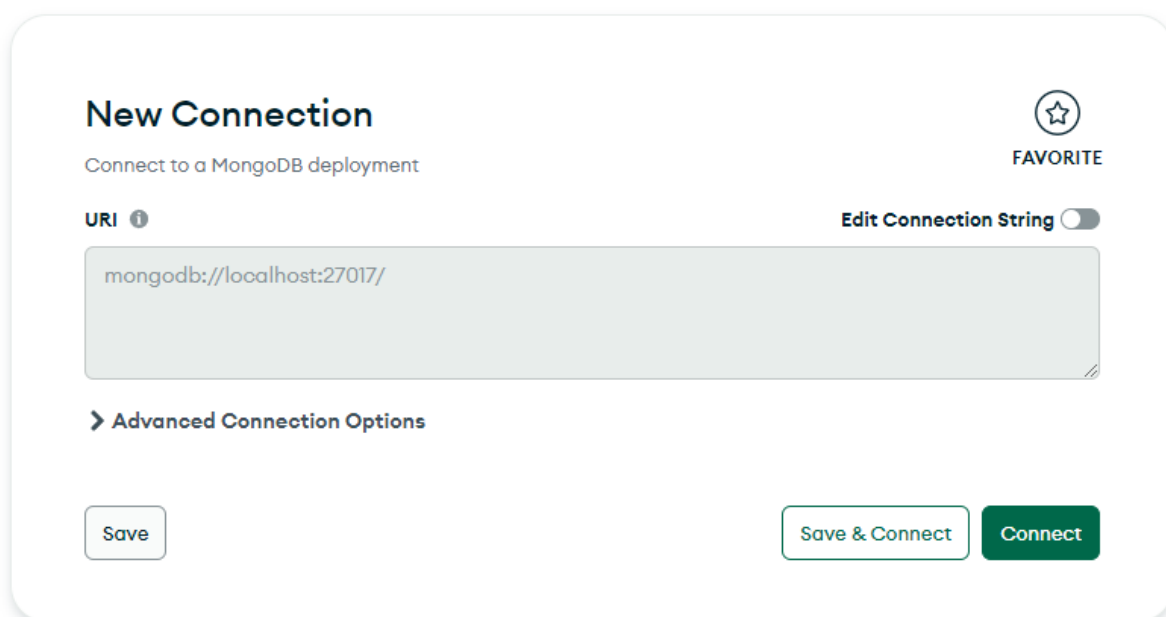 New Connection
FAVORITE
Connect to a MongoDB deployment
URI
Edit Connection String
mongodb://localhost:27017/
Advanced Connection Options
Save
Save & Connect
Connect